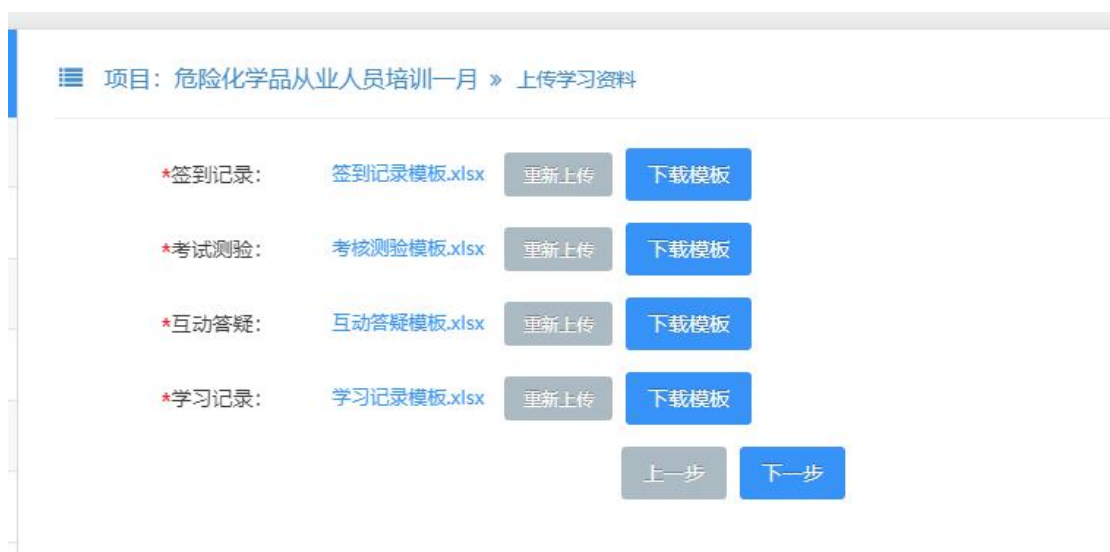 项目：危险化学品从业人员培训一月 » 上传学习资料
*签到记录： 签到记录模板.xlsx 重新上传 下载模板
*考试测验： 考核测验模板.xlsx 重新上传 下载模板
*互动答疑： 互动答疑模板.xlsx 重新上传 下载模板
*学习记录： 学习记录模板.xlsx 重新上传 下载模板
上一步 下一步